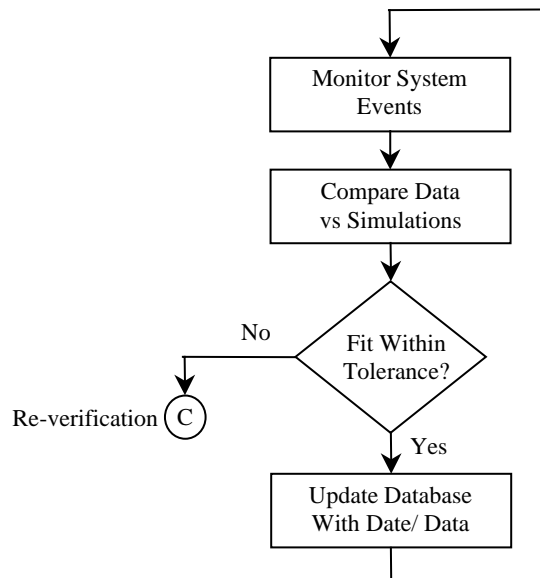 Monitor System
Events
Compare Data
vs Simulations
No
Fit Within
Tolerance?
Re-verification
C
Yes
Update Database
With Date/ Data